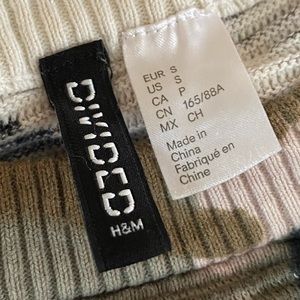 DIVIDED
H&M
EUR S
US S
CA P
CN 165/88A
MX CH
Made in
China
Fabriqué en
Chine